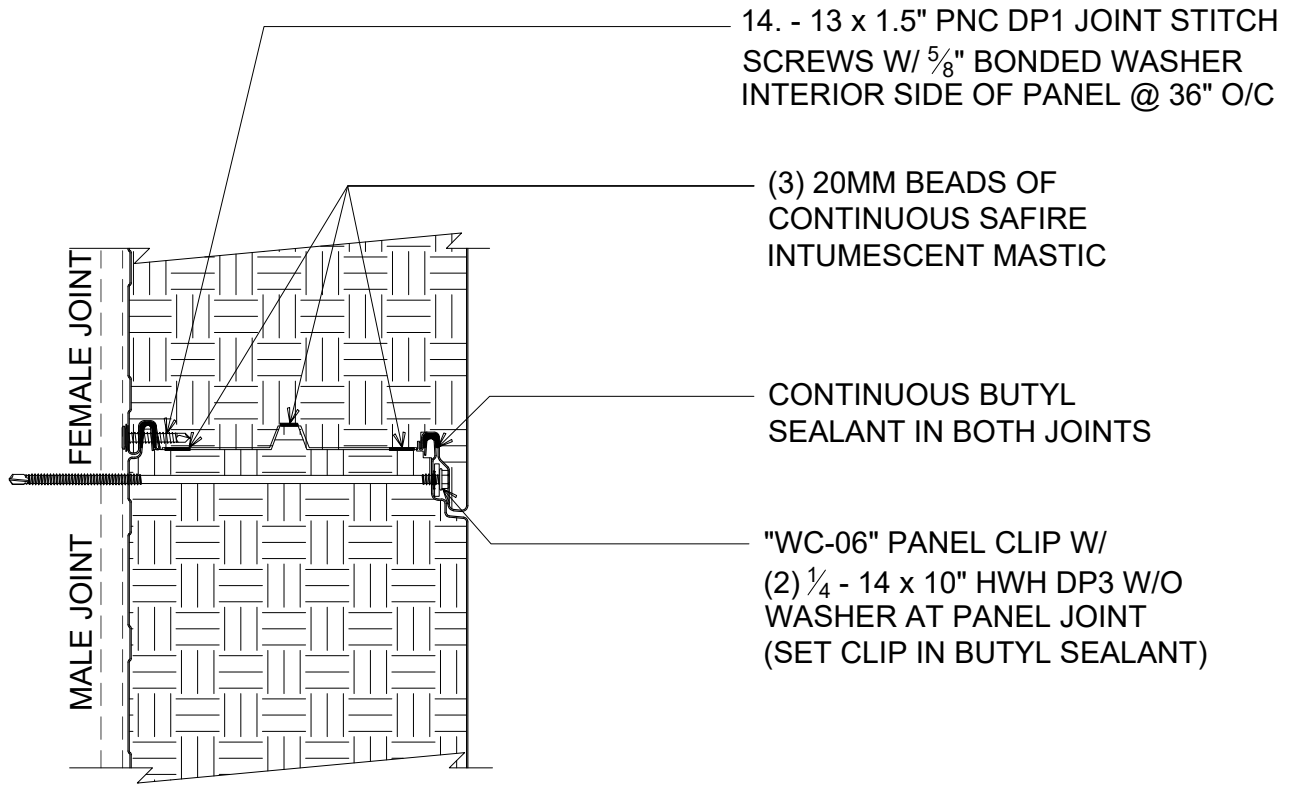 14. - 13 x 1.5" PNC DP1 JOINT STITCH
SCREWS W/ ⅝" BONDED WASHER
INTERIOR SIDE OF PANEL @ 36" O/C
(3) 20MM BEADS OF
CONTINUOUS SAFIRE
INTUMESCENT MASTIC
FEMALE JOINT
CONTINUOUS BUTYL
SEALANT IN BOTH JOINTS
MALE JOINT
"WC-06" PANEL CLIP W/
(2) ¼ - 14 x 10" HWH DP3 W/O
WASHER AT PANEL JOINT
(SET CLIP IN BUTYL SEALANT)